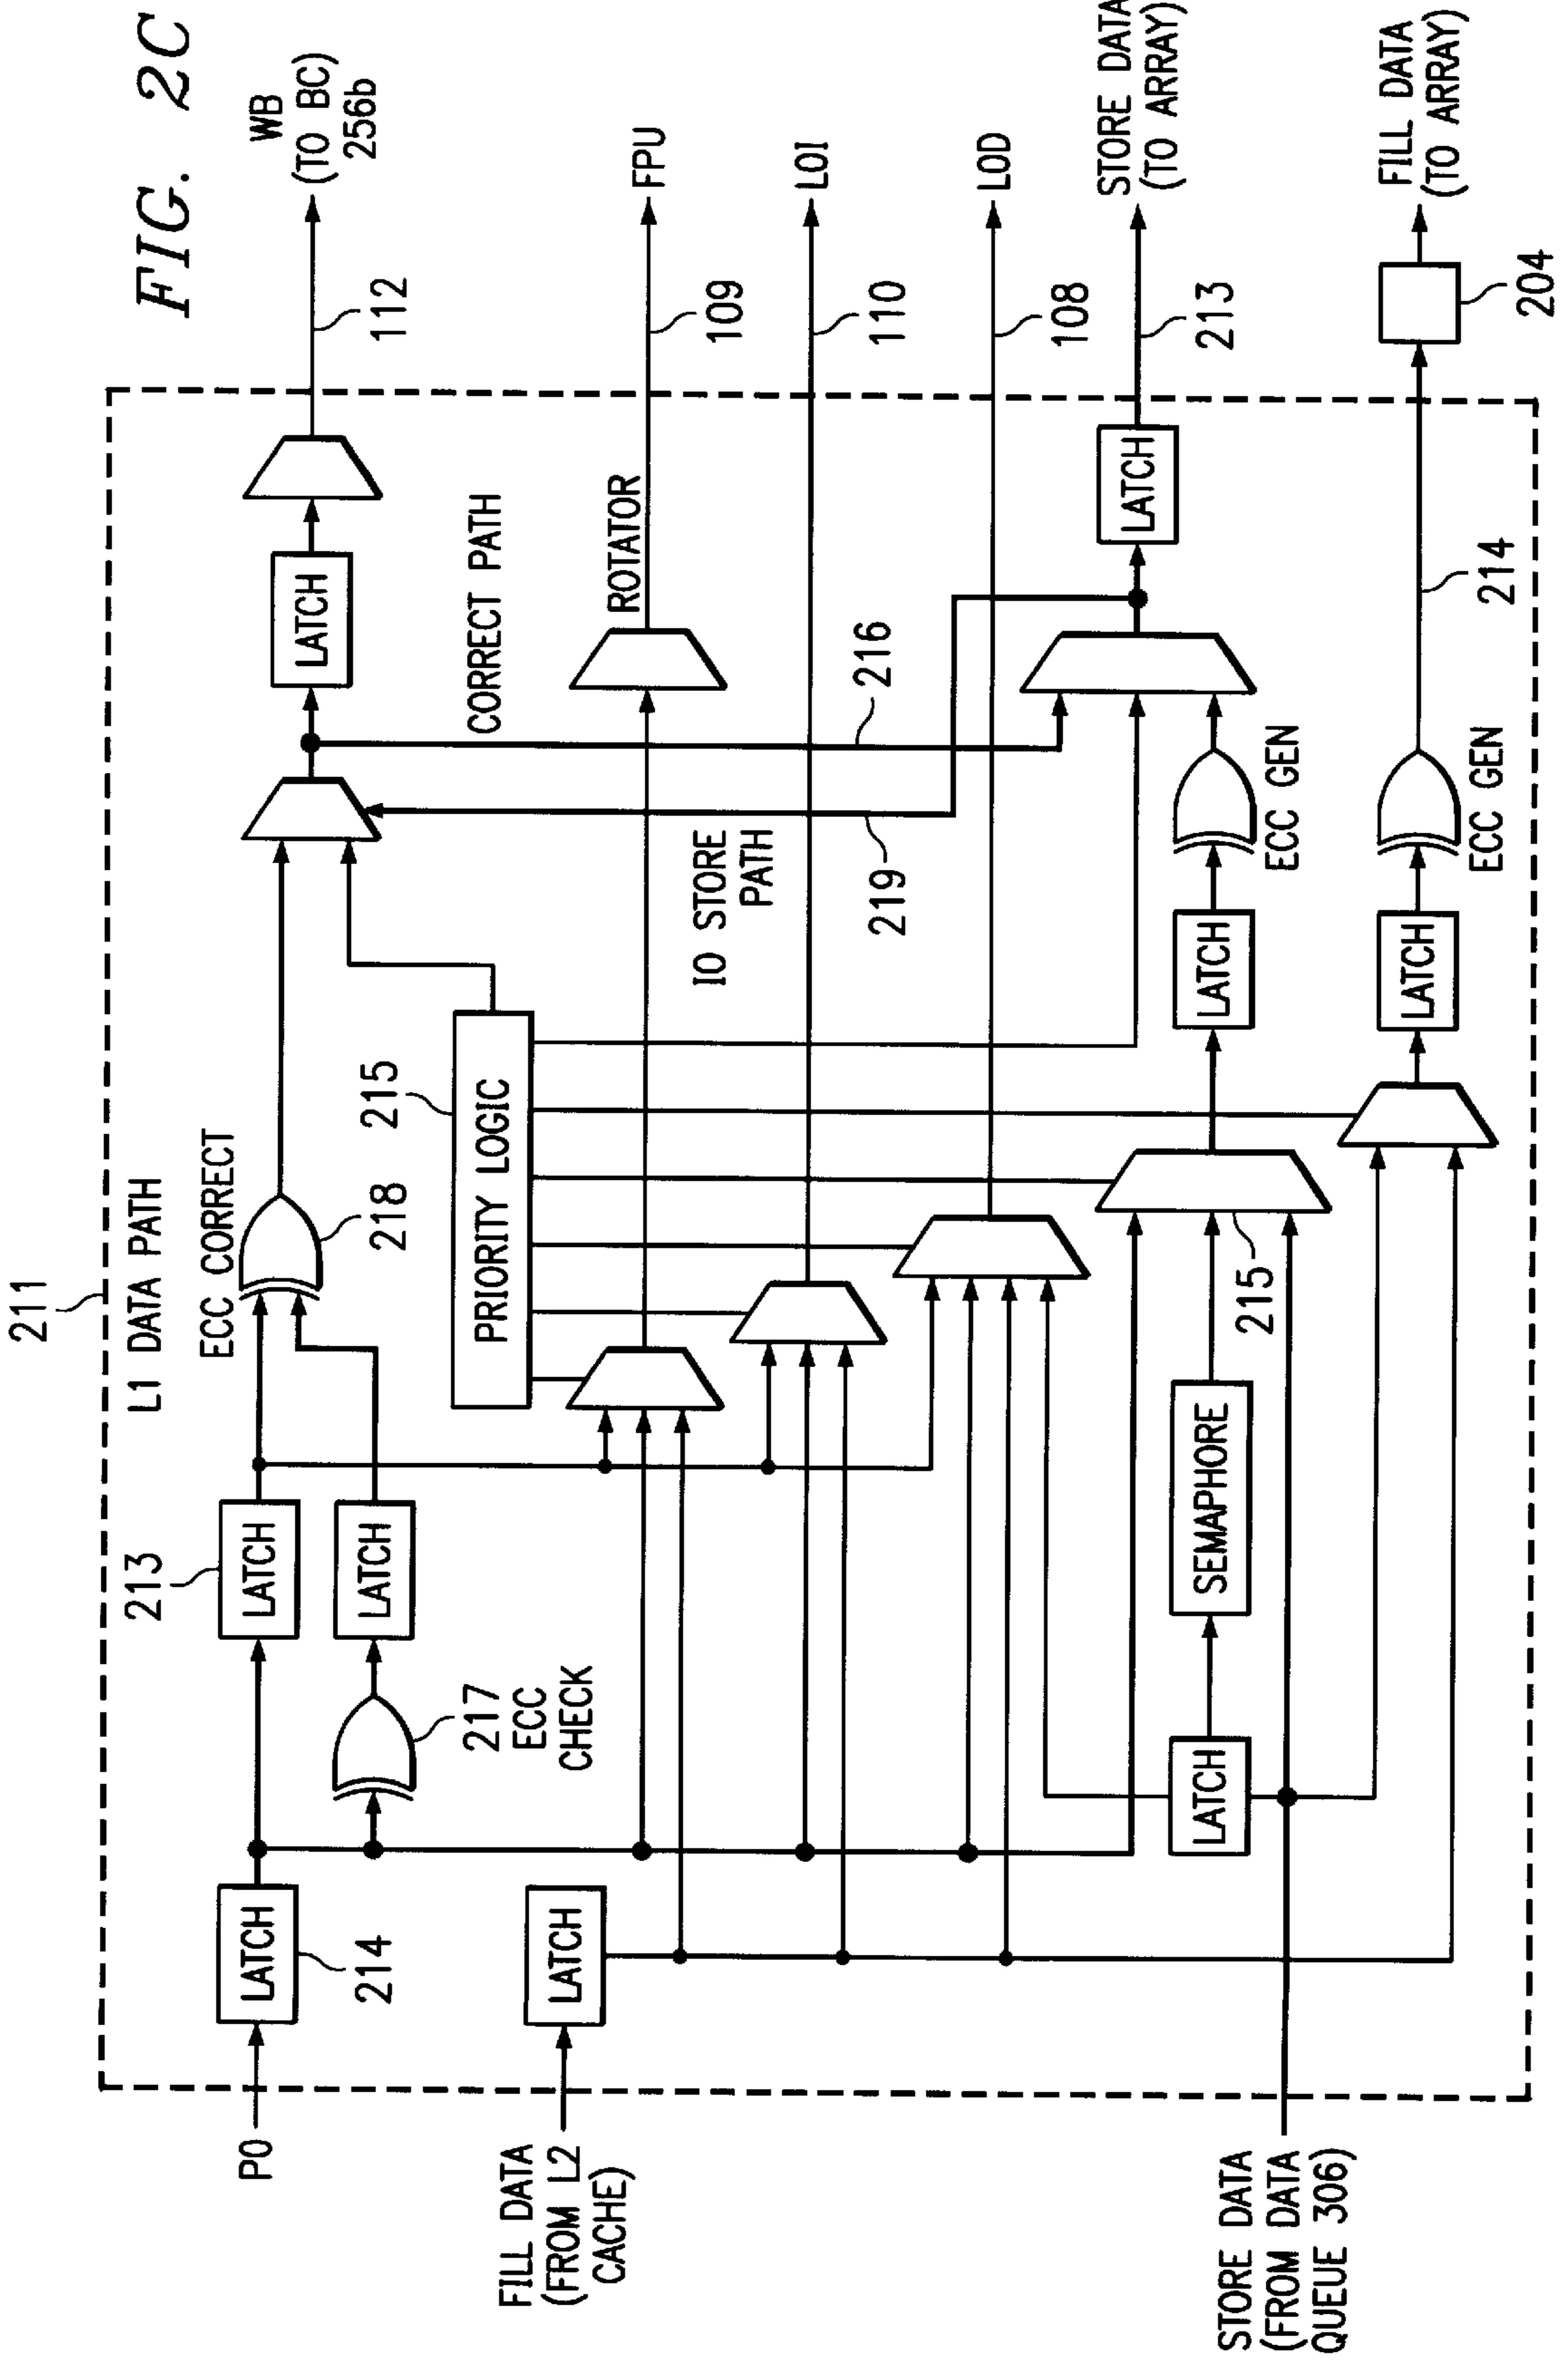 FIG. 2C
211
L1 DATA PATH
P0
LATCH
214
213
LATCH
217 ECC
CHECK
LATCH
ECC CORRECT
218
LATCH
WB
(TO BC)
256b
112
CORRECT PATH
FILL DATA
(FROM L2
CACHE)
LATCH
215
PRIORITY LOGIC
ROTATOR
FPU
109
IO STORE
PATH
LOI
110
216
219
LOD
108
STORE DATA
(FROM DATA
QUEUE 306)
LATCH
SEMAPHORE
215
LATCH
ECC GEN
LATCH
STORE DATA
(TO ARRAY)
213
LATCH
ECC GEN
214
204
FILL DATA
(TO ARRAY)